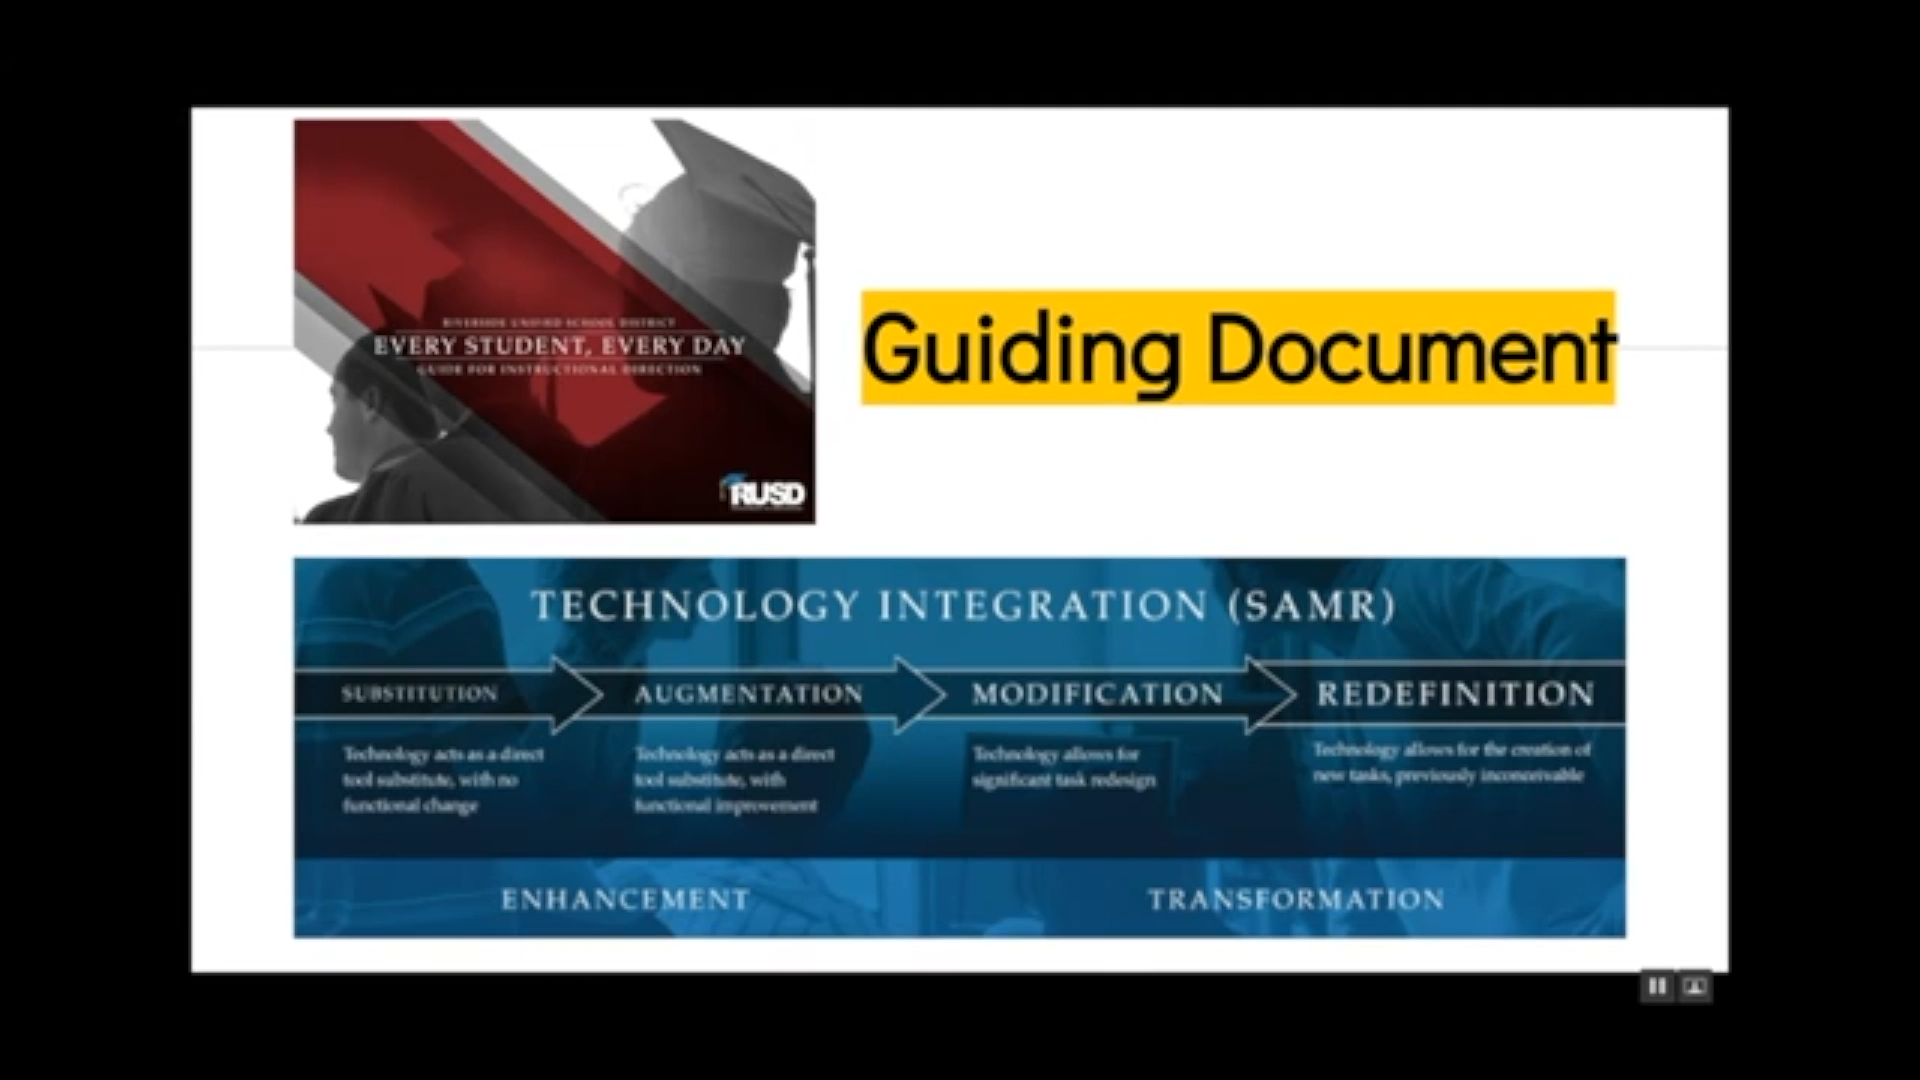 RIVERSIDE UNIFIED SCHOOL DISTRICT
EVERY STUDENT, EVERY DAY
GUIDE FOR INSTRUCTIONAL DIRECTION
RUSD
Guiding Document
TECHNOLOGY INTEGRATION (SAMR)
SUBSTITUTION
Technology acts as a direct
tool substitute, with no
functional change
AUGMENTATION
Technology acts as a direct
tool substitute, with
functional improvement
MODIFICATION
Technology allows for
significant task redesign
REDEFINITION
Technology allows for the creation of
new tasks, previously inconceivable
ENHANCEMENT
TRANSFORMATION